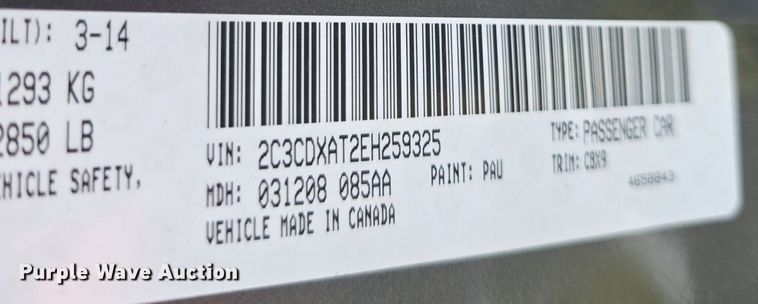 ILT): 3-14
1293 KG
2850 LB
EHICLE SAFETY,
VIN: 2C3CDXAT2EH259325
TYPE: PASSENGER CAR
MDH: 031208 085AA
PAINT: PAU
TRIM: C9X9
VEHICLE MADE IN CANADA
4658843
Purple Wave Auction